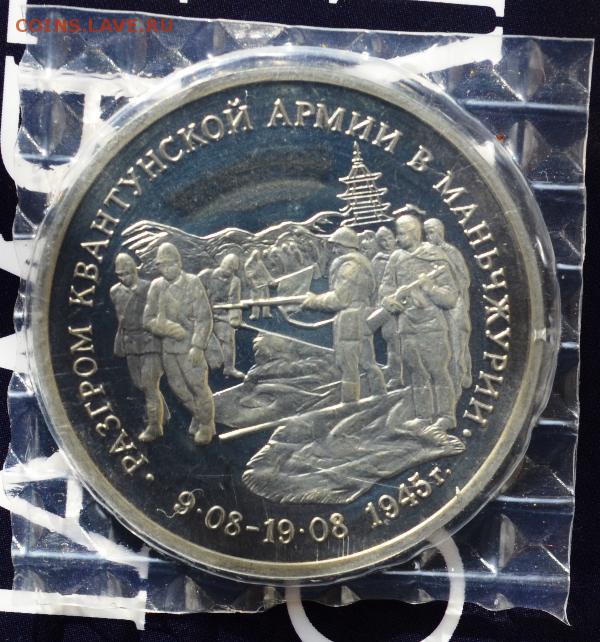 COINS.LAVE.RU
· РАЗГРОМ КВАНТУНСКОЙ АРМИИ В МАНЬЧЖУРИИ ·
9·08–19·08 1945г.